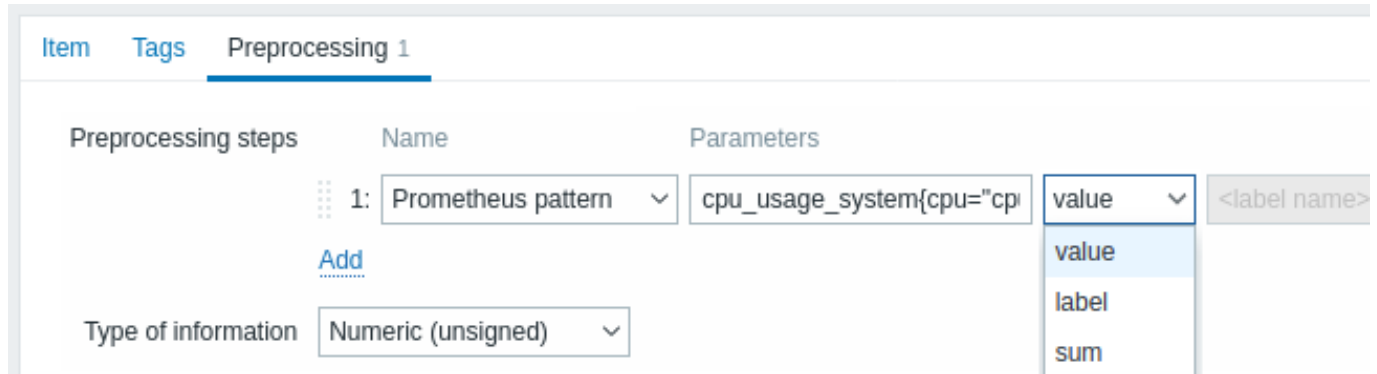 Item Tags Preprocessing 1
Preprocessing steps Name Parameters
1: Prometheus pattern cpu_usage_system{cpu="cpu value <label name>
value
Add
label
Type of information Numeric (unsigned)
sum